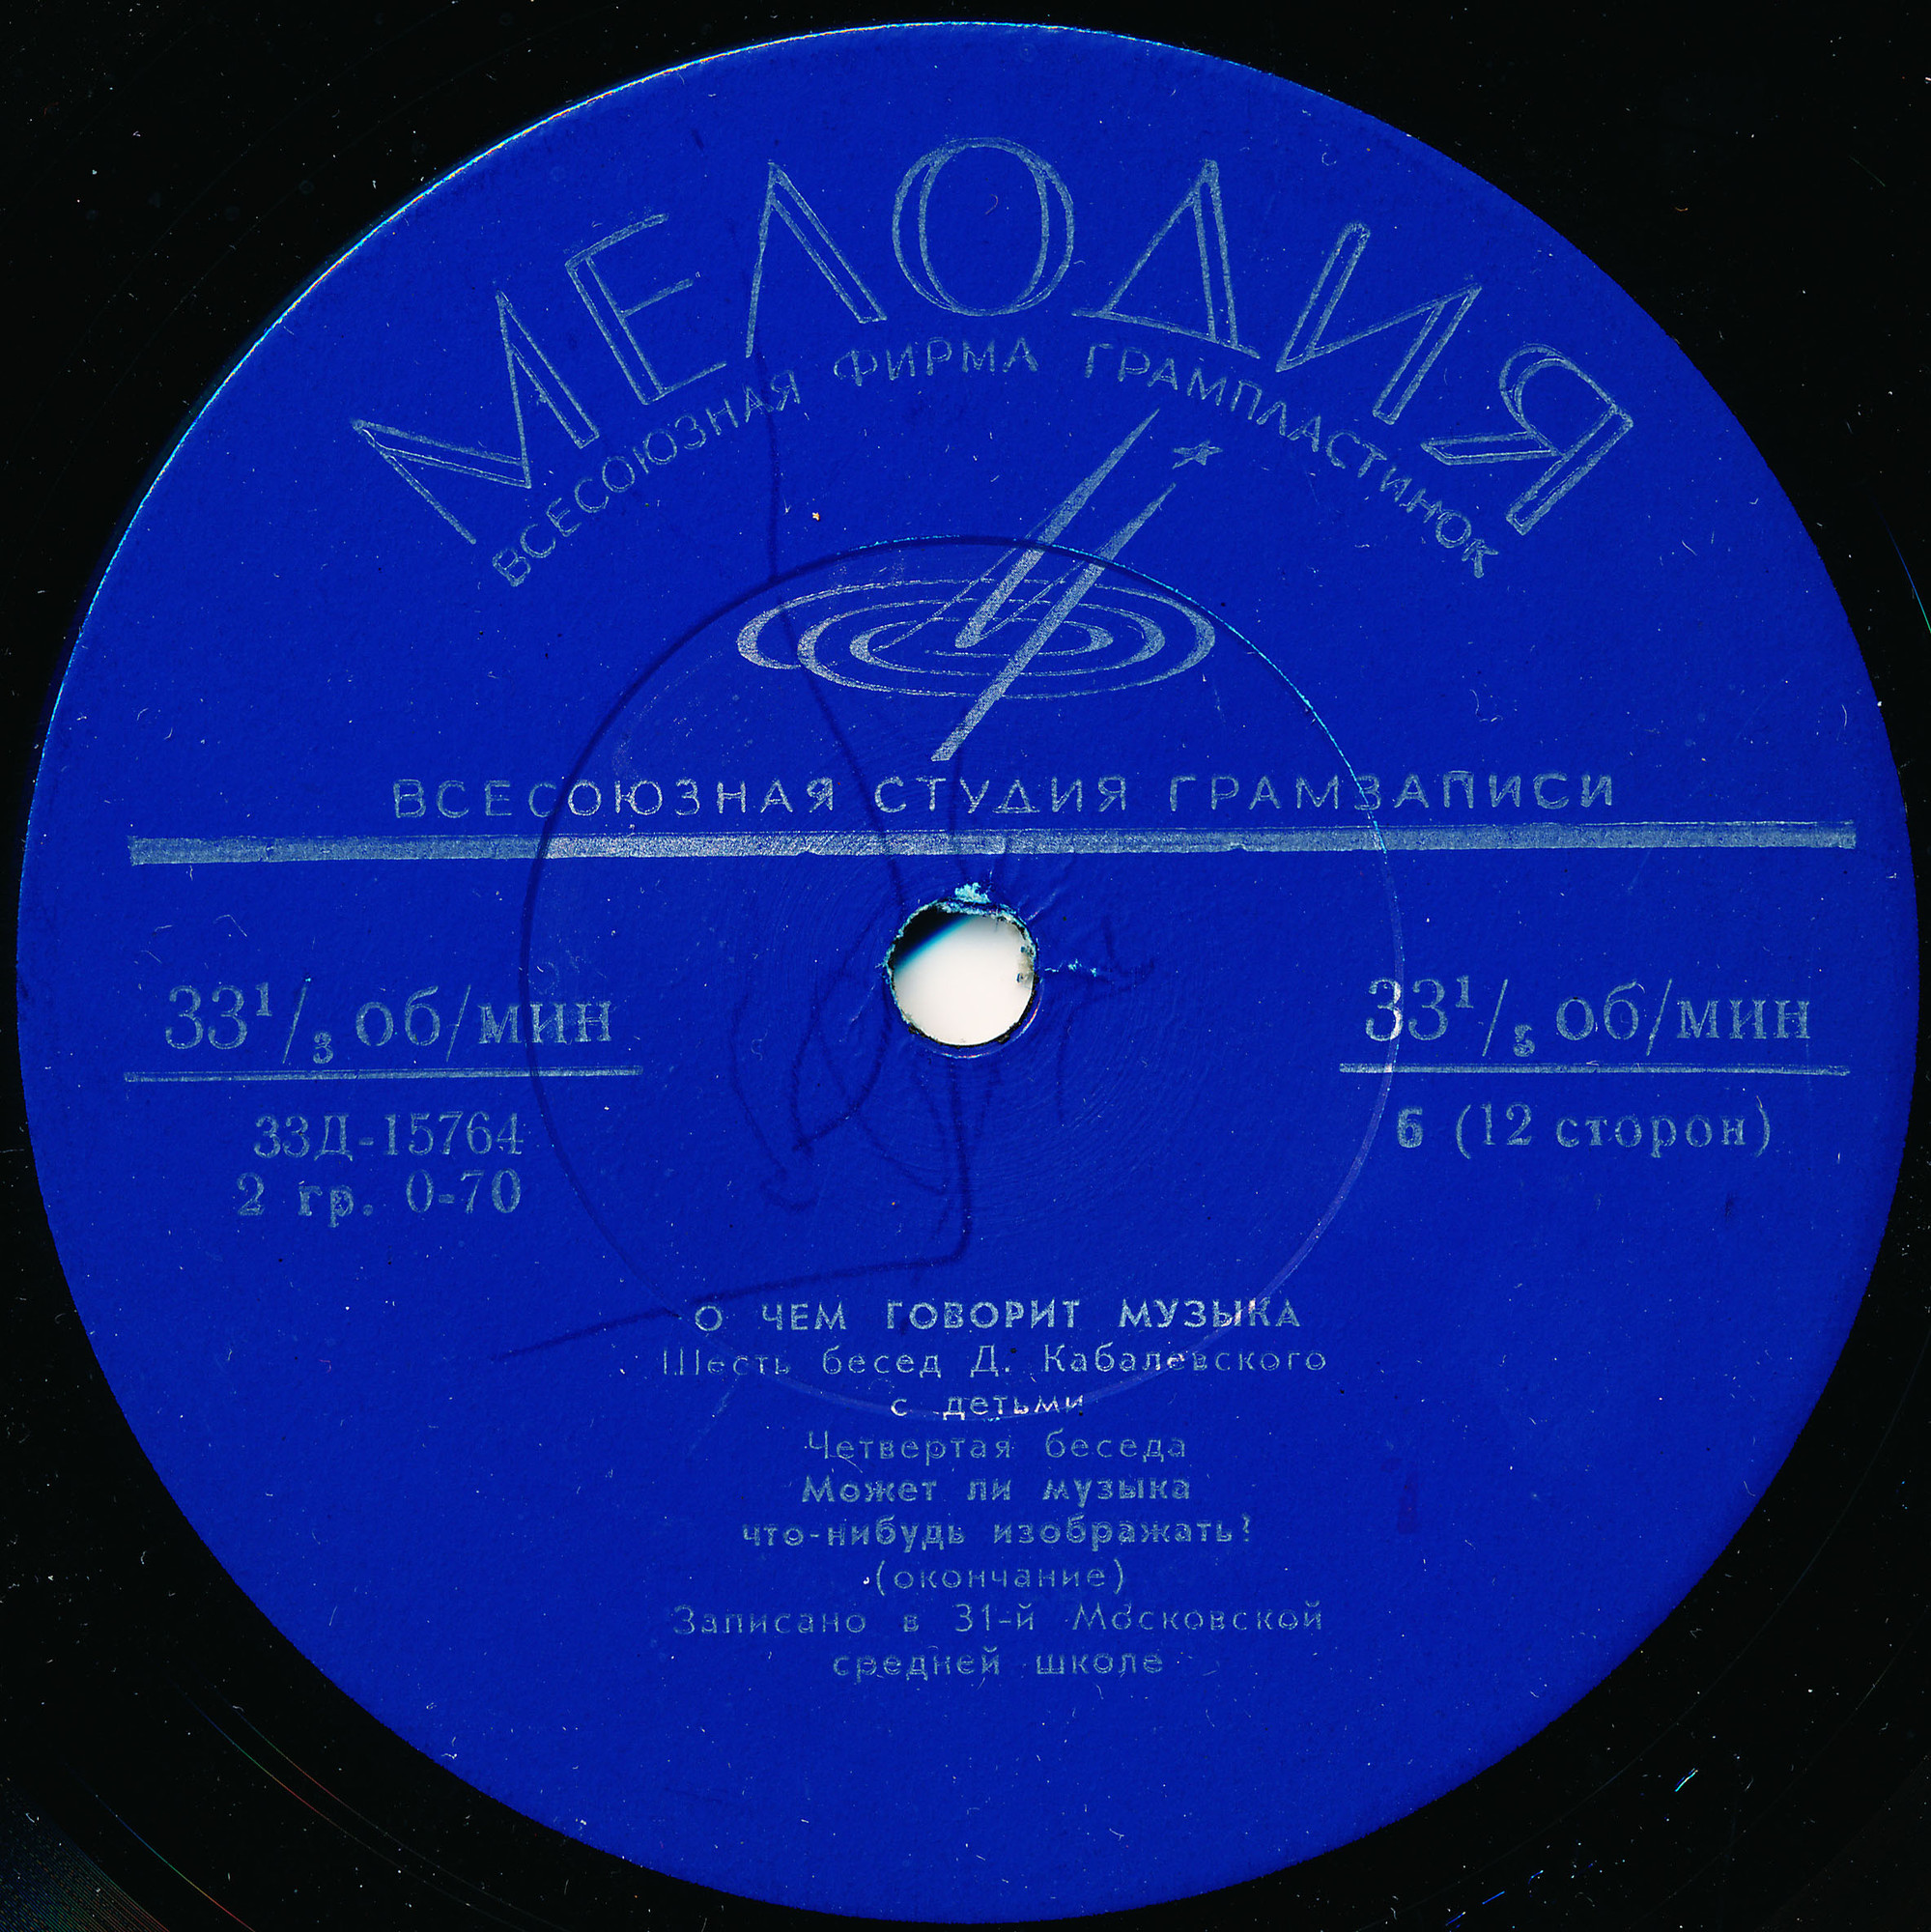 МЕЛОДИЯ
ВСЕСОЮЗНАЯ ФИРМА ГРАМПЛАСТИНОК
ВСЕСОЮЗНАЯ СТУДИЯ ГРАМЗАПИСИ
33¹/₃ об/мин
33¹/₃ об/мин
33Д-15764
6 (12 сторон)
2 гр. 0-70
О ЧЕМ ГОВОРИТ МУЗЫКА
Шесть бесед Д. Кабалевского
с детьми
Четвертая беседа
Может ли музыка
что-нибудь изображать?
(окончание)
Записано в 31-й Московской
средней школе